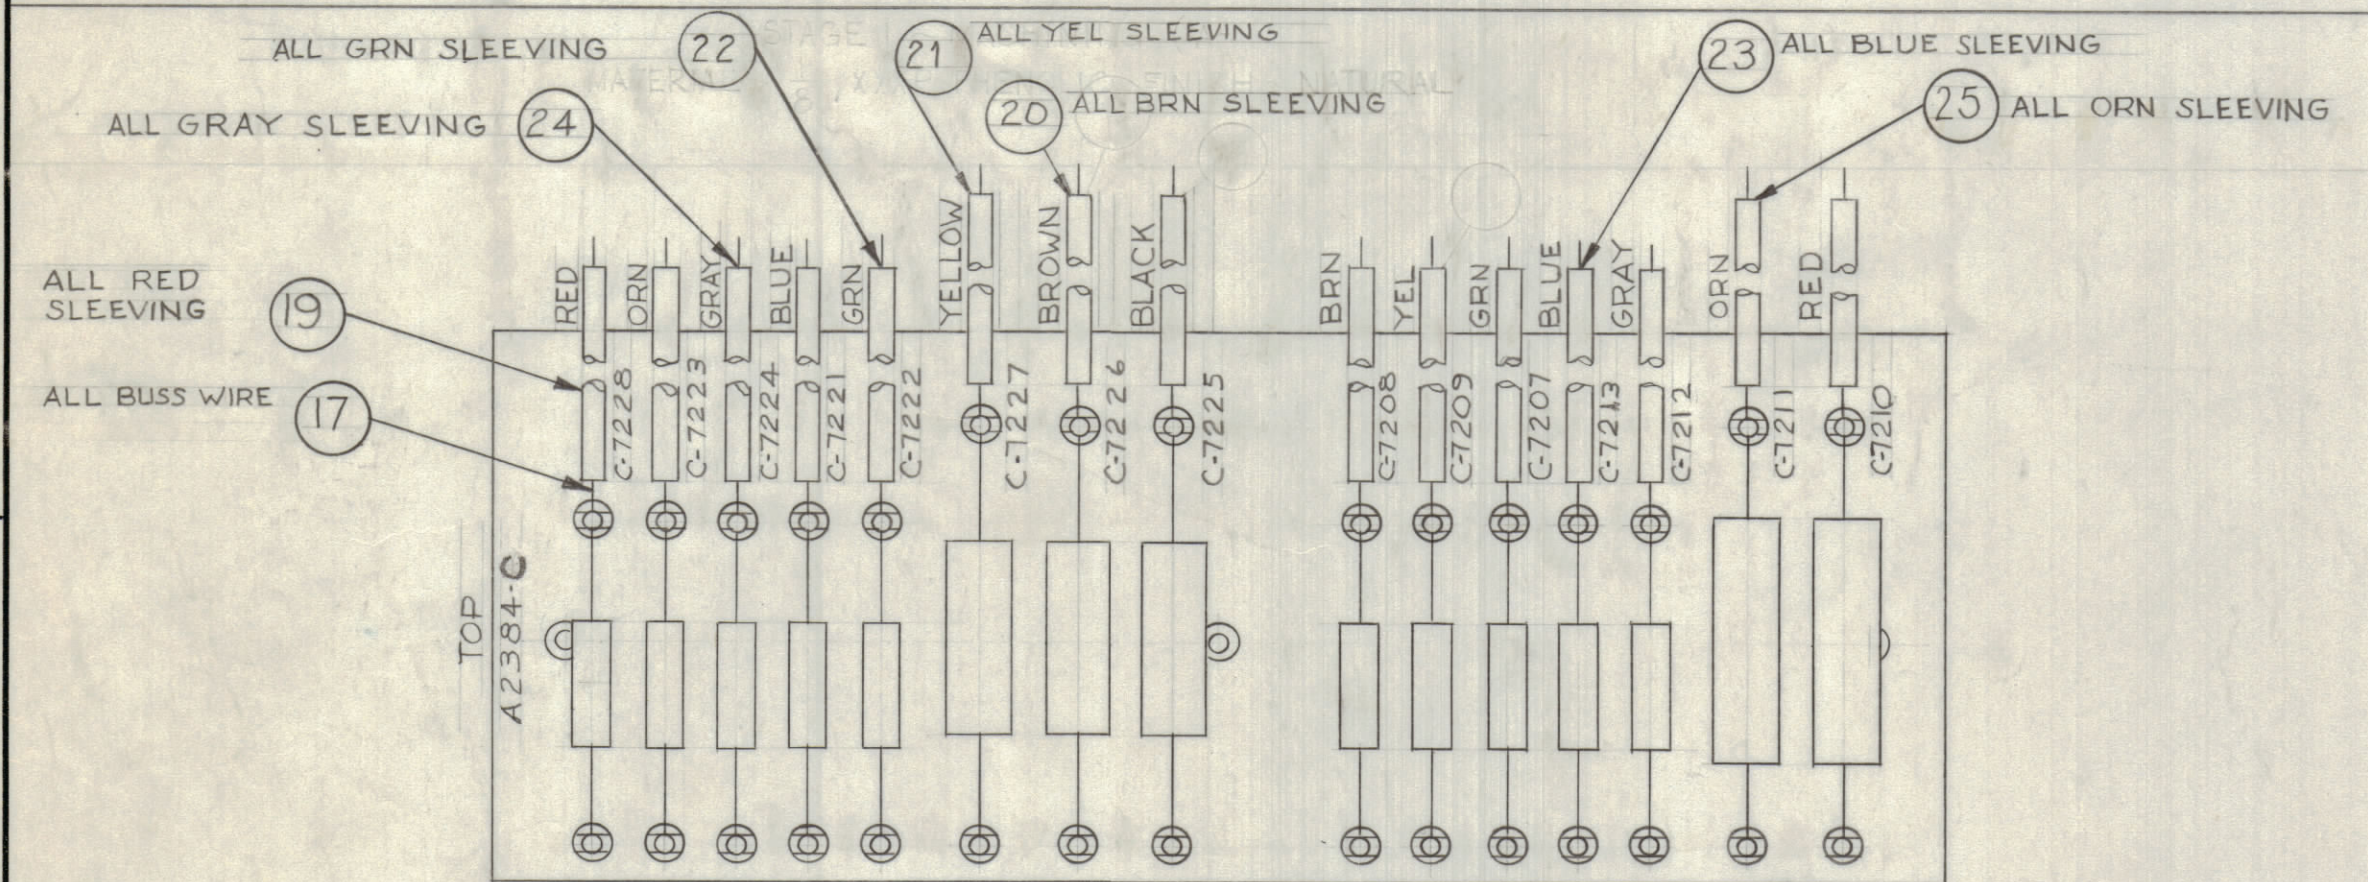 STAGE
ALL GRN SLEEVING 22
21 ALL YEL SLEEVING
23 ALL BLUE SLEEVING
FINISH NATURAL
ALL GRAY SLEEVING 24
20 ALL BRN SLEEVING
25 ALL ORN SLEEVING
ALL RED
SLEEVING
19
ALL BUSS WIRE 17
RED
ORN
GRAY
BLUE
GRN
YELLOW
BROWN
BLACK
BRN
YEL
GRN
BLUE
GRAY
ORN
RED
C-7228
C-7223
C-7224
C-7221
C-7222
C-7227
C-7226
C-7225
C-7208
C-7209
C-7207
C-7213
C-7212
C-7211
C-7210
TOP
A2384-C